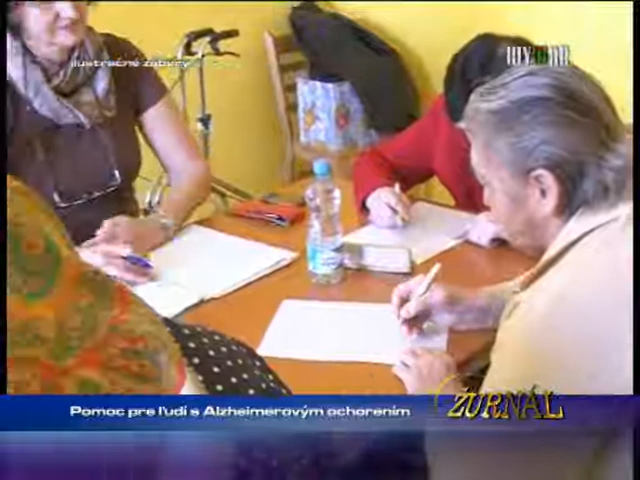 ilustračné zábery
Pomoc pre ľudí s Alzheimerovým ochorením
ŽURNÁL